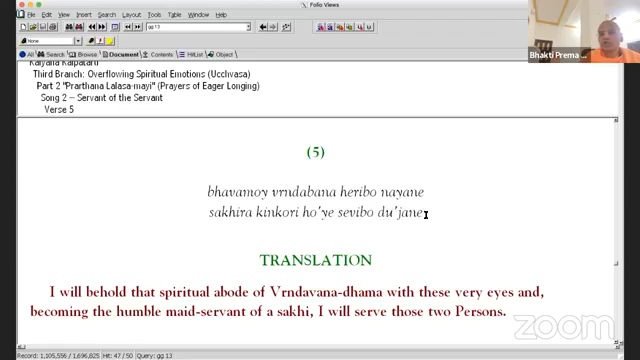 Folio Views
File Edit View Search Layout Tools Window Help
gg 13
None
All Search Browse Document Contents HitList Object
Kalyana Kalpataru
Third Branch: Overflowing Spiritual Emotions (Ucchvasa)
Part 2 "Prarthana Lalasa-mayi" (Prayers of Eager Longing)
Song 2 – Servant of the Servant
Verse 5
(5)
bhavamoy vrndabana heribo nayane
sakhira kinkori ho'ye sevibo du'jane
TRANSLATION
I will behold that spiritual abode of Vrndavana-dhama with these very eyes and,
becoming the humble maid-servant of a sakhi, I will serve those two Persons.
Record: 1,105,556 / 1,696,825 Hit: 47/50 Query: gg 13
Bhakti Prema ...
zoom